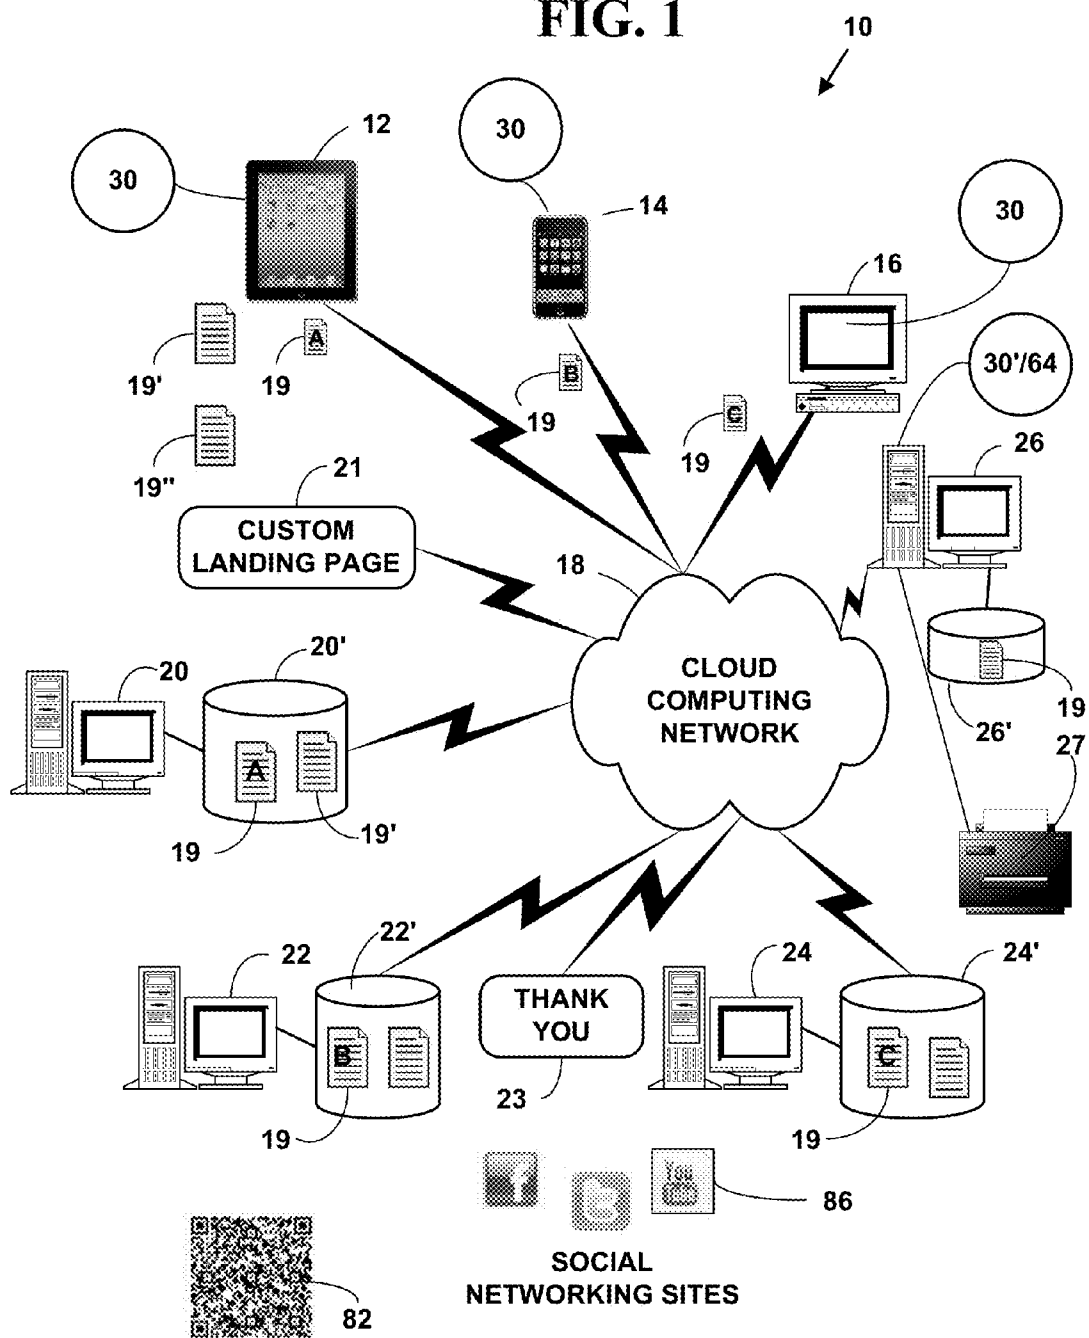 FIG. 1
10
12
30
30
14
30
16
30'/64
19'
19
A
B
19
C
19
26
19"
21
CUSTOM
LANDING PAGE
18
20
20'
CLOUD
COMPUTING
NETWORK
19
26'
27
A
19
19'
22
22'
24
24'
THANK
YOU
B
C
19
23
19
f
You
86
SOCIAL
NETWORKING SITES
82